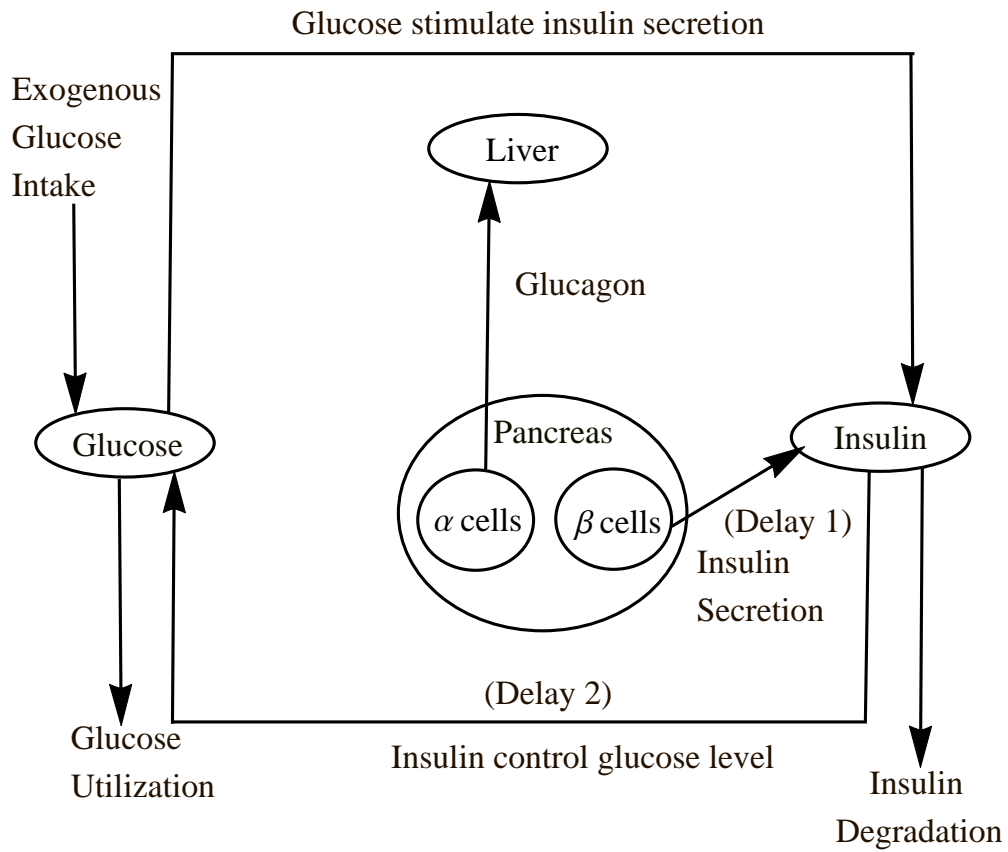 Glucose stimulate insulin secretion
Exogenous
Glucose
Intake
Liver
Glucagon
Glucose
Pancreas
Insulin
α cells
β cells
(Delay 1)
Insulin
Secretion
(Delay 2)
Glucose
Utilization
Insulin control glucose level
Insulin
Degradation